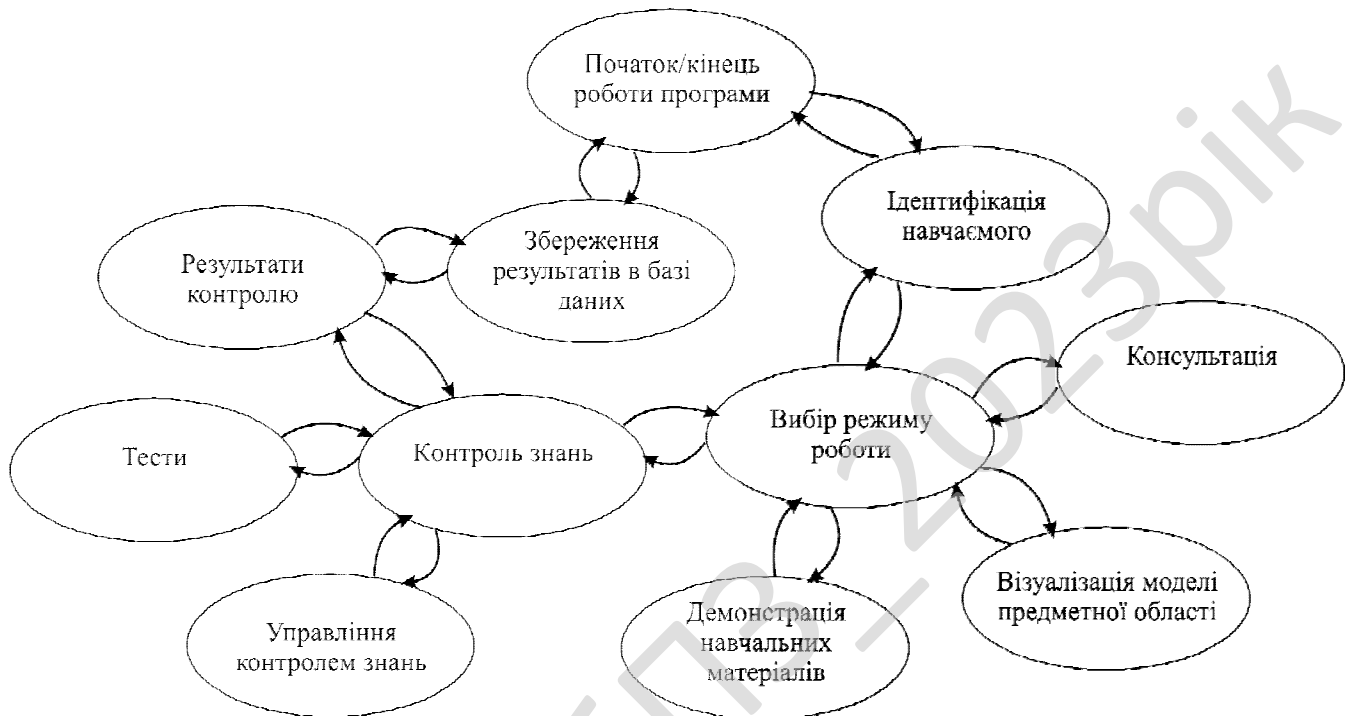 Початок/кінець
роботи програми
Ідентифікація
навчаємого
Збереження
результатів в базі
даних
Результати
контролю
Консультація
Вибір режиму
роботи
Контроль знань
Тести
Візуалізація моделі
предметної області
Демонстрація
навчальних
матеріалів
Управління
контролем знань
ПЗ_2023рік